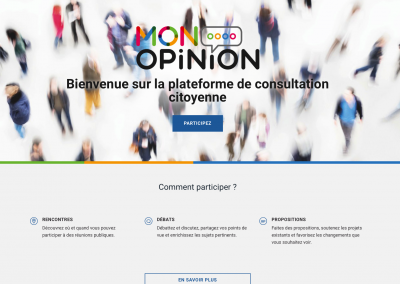 MON
OPiNiON
Bienvenue sur la plateforme de consultation
citoyenne
PARTICIPEZ
Comment participer ?
RENCONTRES
Découvrez où et quand vous pouvez
participer à des réunions publiques.
DÉBATS
Débattez et discutez, partagez vos points de
vue et enrichissez les sujets pertinents.
PROPOSITIONS
Faites des propositions, soutenez les projets
existants et favorisez les changements que
vous souhaitez voir.
EN SAVOIR PLUS